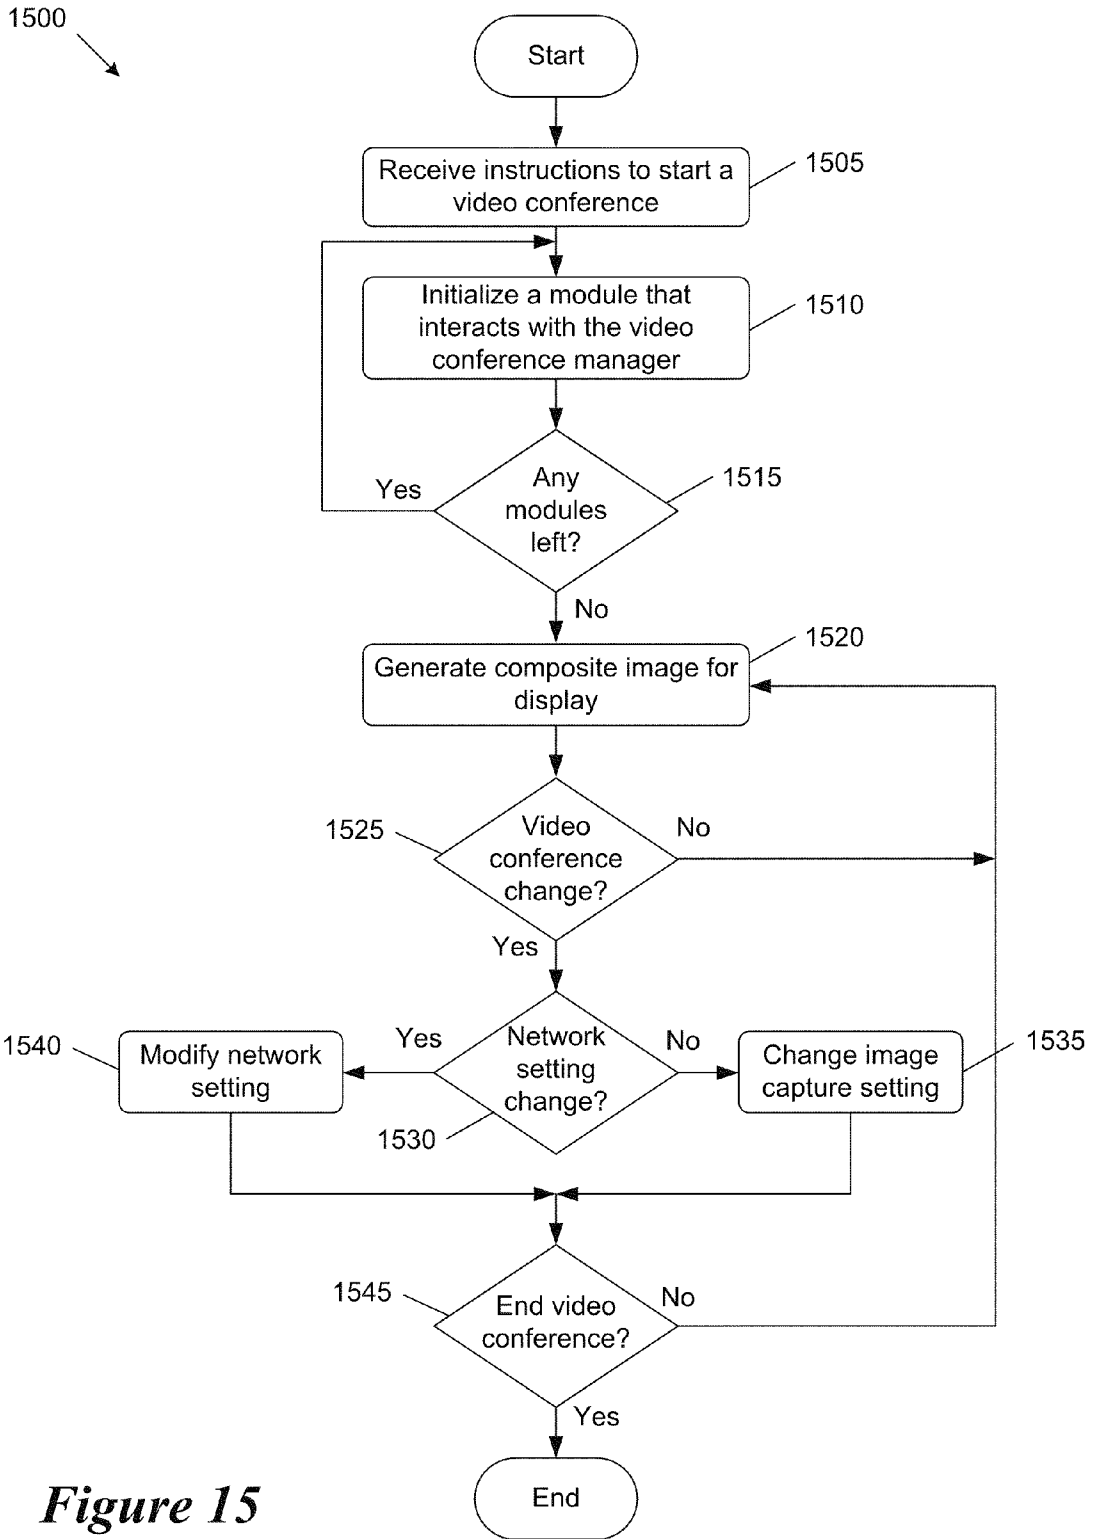 1500
Start
Receive instructions to start a
video conference
1505
Initialize a module that
interacts with the video
conference manager
1510
Any
modules
left?
1515
Yes
No
Generate composite image for
display
1520
1525
Video
conference
change?
No
Yes
1540
Modify network
setting
Yes
Network
setting
change?
1530
No
Change image
capture setting
1535
1545
End video
conference?
No
Yes
End
Figure 15